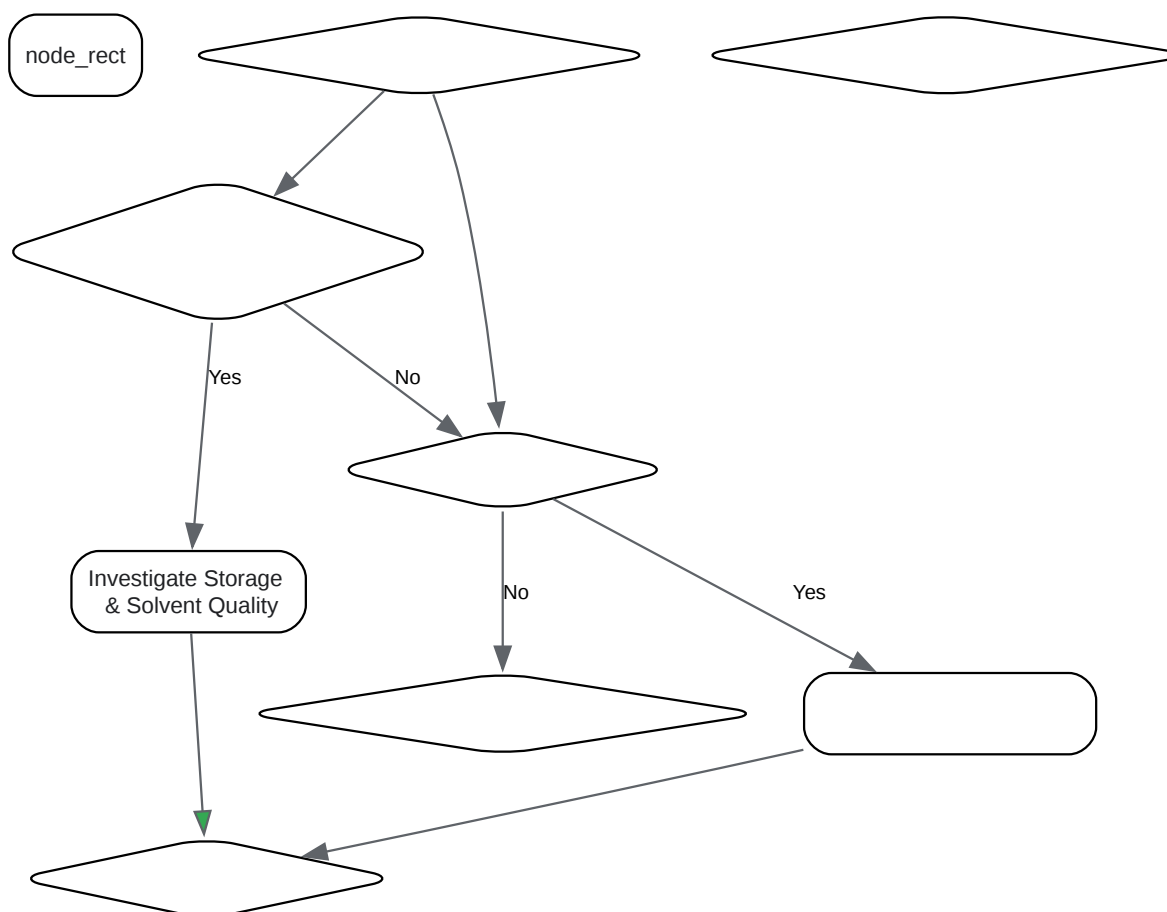 node_rect
Yes
No
Investigate Storage
& Solvent Quality
No
Yes